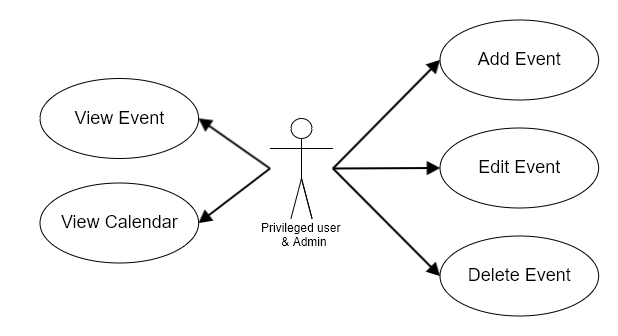 View Event
View Calendar
Privileged user
& Admin
Add Event
Edit Event
Delete Event